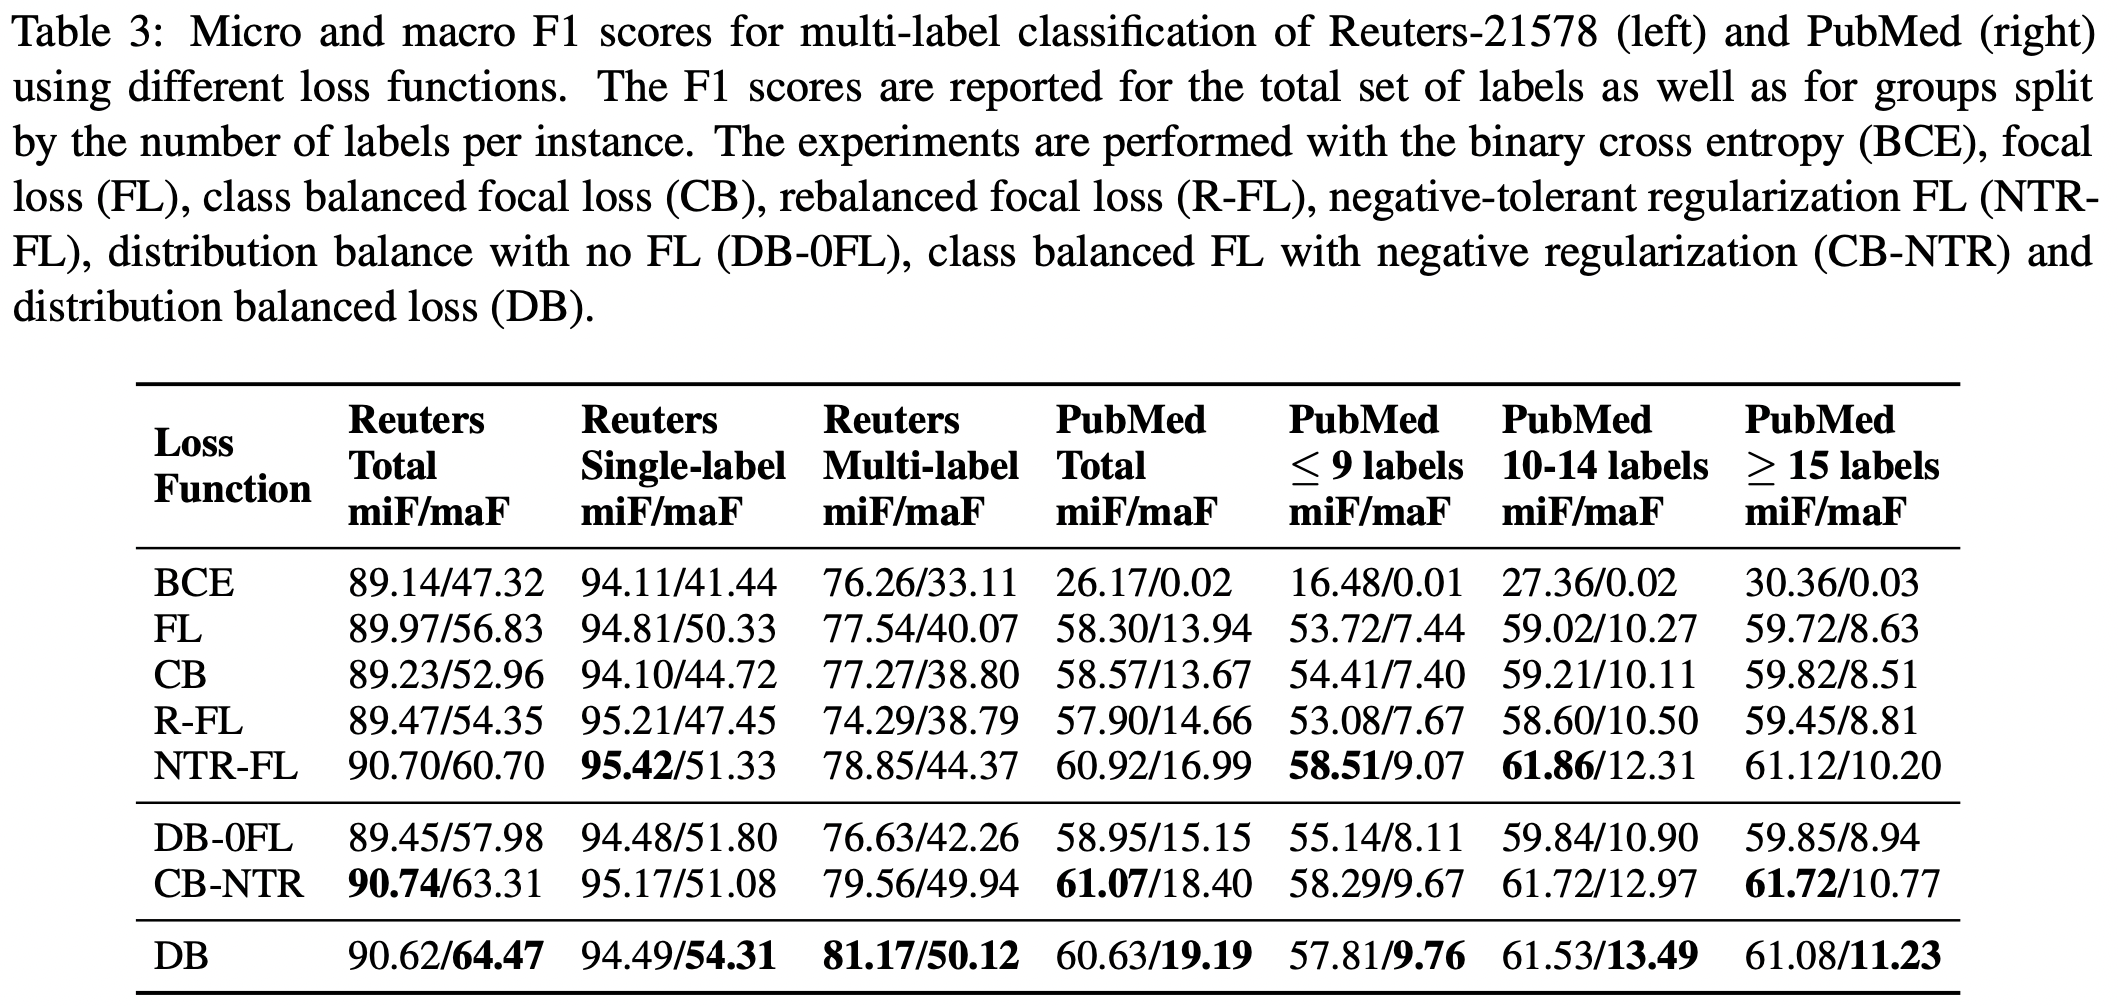 Table 3: Micro and macro F1 scores for multi-label classification of Reuters-21578 (left) and PubMed (right)
using different loss functions. The F1 scores are reported for the total set of labels as well as for groups split
by the number of labels per instance. The experiments are performed with the binary cross entropy (BCE), focal
loss (FL), class balanced focal loss (CB), rebalanced focal loss (R-FL), negative-tolerant regularization FL (NTR-
FL), distribution balance with no FL (DB-0FL), class balanced FL with negative regularization (CB-NTR) and
distribution balanced loss (DB).
Loss Function Reuters Total miF/maF Reuters Single-label miF/maF Reuters Multi-label miF/maF PubMed Total miF/maF PubMed ≤ 9 labels miF/maF PubMed 10-14 labels miF/maF PubMed ≥ 15 labels miF/maF
BCE 89.14/47.32 94.11/41.44 76.26/33.11 26.17/0.02 16.48/0.01 27.36/0.02 30.36/0.03
FL 89.97/56.83 94.81/50.33 77.54/40.07 58.30/13.94 53.72/7.44 59.02/10.27 59.72/8.63
CB 89.23/52.96 94.10/44.72 77.27/38.80 58.57/13.67 54.41/7.40 59.21/10.11 59.82/8.51
R-FL 89.47/54.35 95.21/47.45 74.29/38.79 57.90/14.66 53.08/7.67 58.60/10.50 59.45/8.81
NTR-FL 90.70/60.70 95.42/51.33 78.85/44.37 60.92/16.99 58.51/9.07 61.86/12.31 61.12/10.20
DB-0FL 89.45/57.98 94.48/51.80 76.63/42.26 58.95/15.15 55.14/8.11 59.84/10.90 59.85/8.94
CB-NTR 90.74/63.31 95.17/51.08 79.56/49.94 61.07/18.40 58.29/9.67 61.72/12.97 61.72/10.77
DB 90.62/64.47 94.49/54.31 81.17/50.12 60.63/19.19 57.81/9.76 61.53/13.49 61.08/11.23